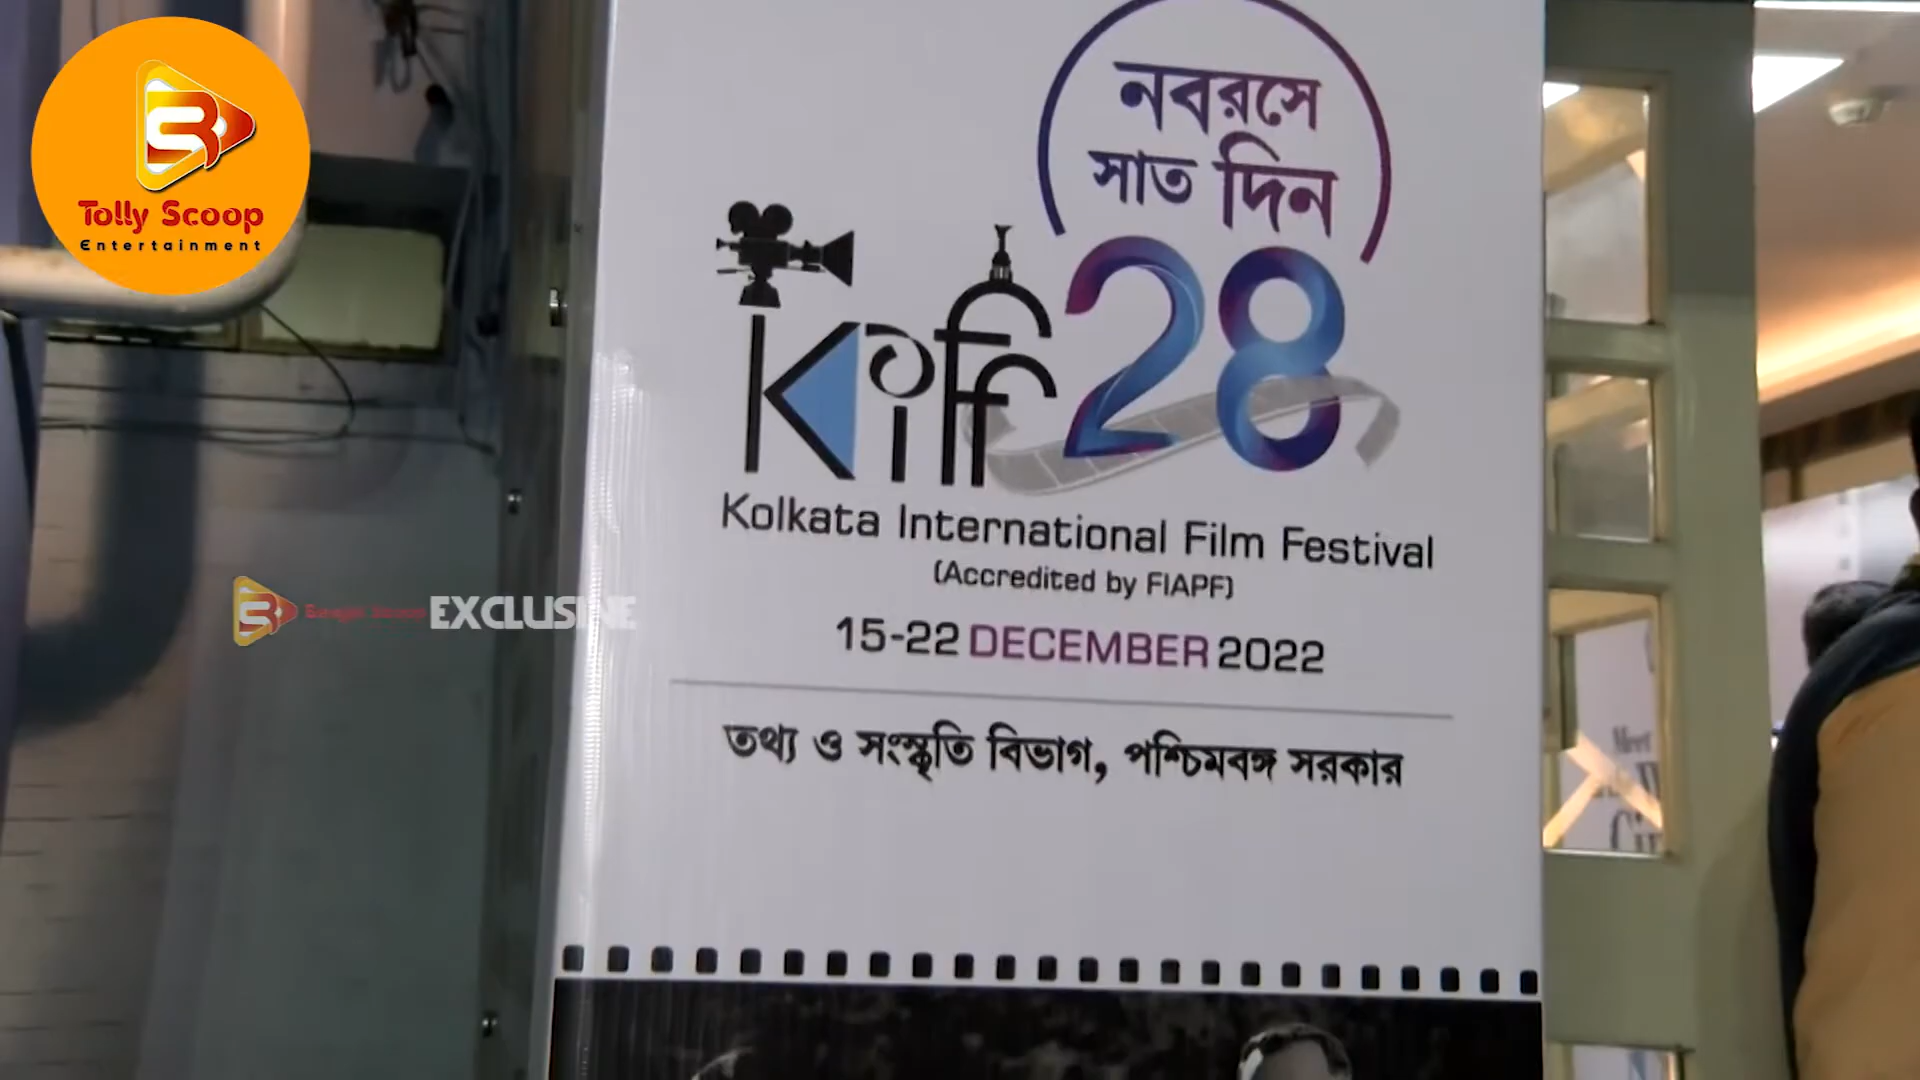 Tolly Scoop
Entertainment
নবরসে
সাত দিন
Kiff 28
Kolkata International Film Festival
(Accredited by FIAPF)
EXCLUSIVE
15-22 DECEMBER 2022
তথ্য ও সংস্কৃতি বিভাগ, পশ্চিমবঙ্গ সরকার